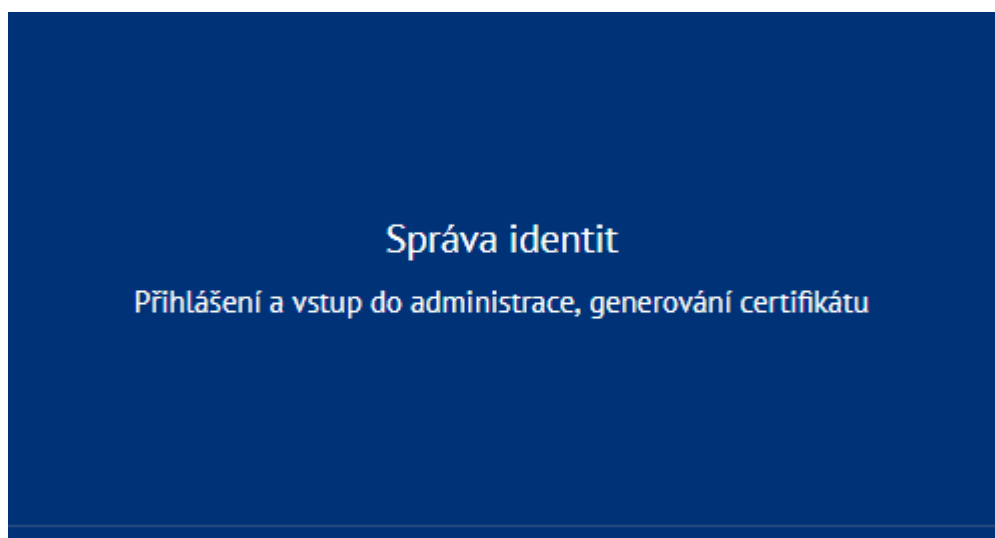 Správa identit
Přihlášení a vstup do administrace, generování certifikátu